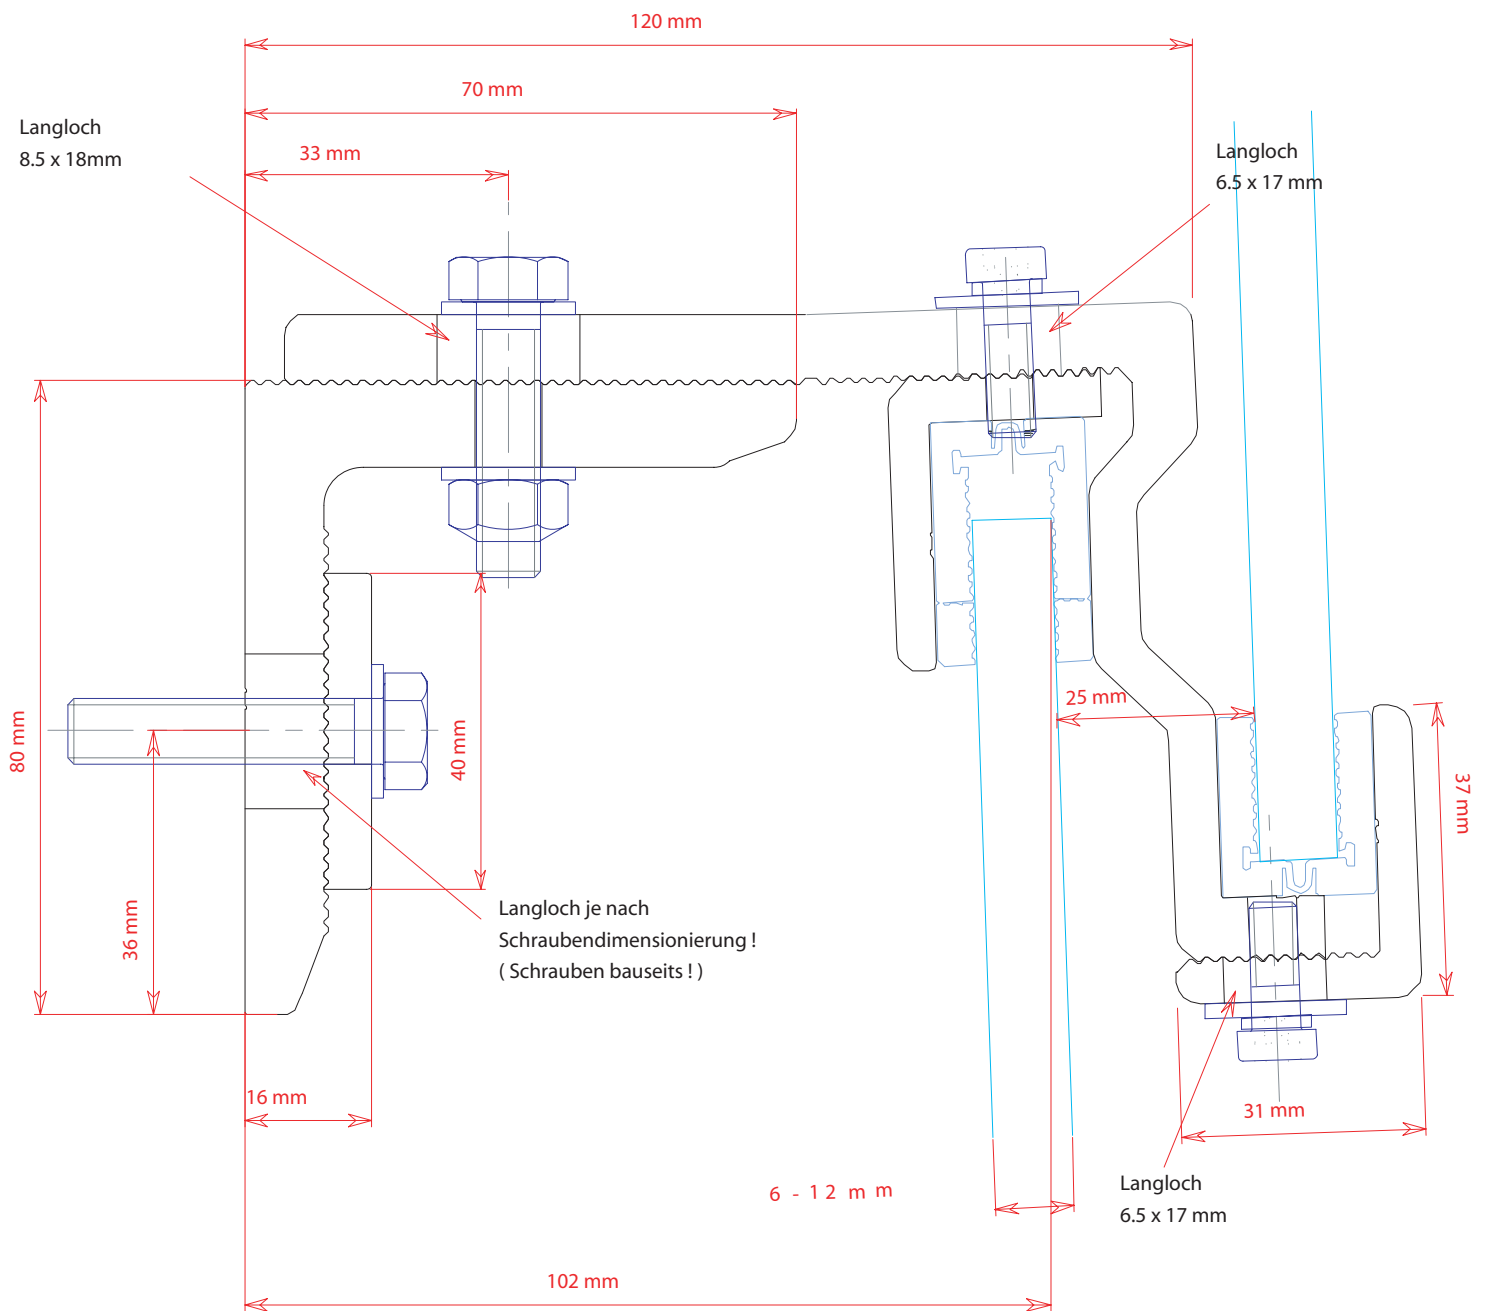 120 mm
70 mm
Langloch
8.5 x 18mm
33 mm
Langloch
6.5 x 17 mm
25 mm
80 mm
40 mm
37 mm
36 mm
Langloch je nach
Schraubendimensionierung !
( Schrauben bauseits ! )
16 mm
31 mm
6 - 12 mm
Langloch
6.5 x 17 mm
102 mm